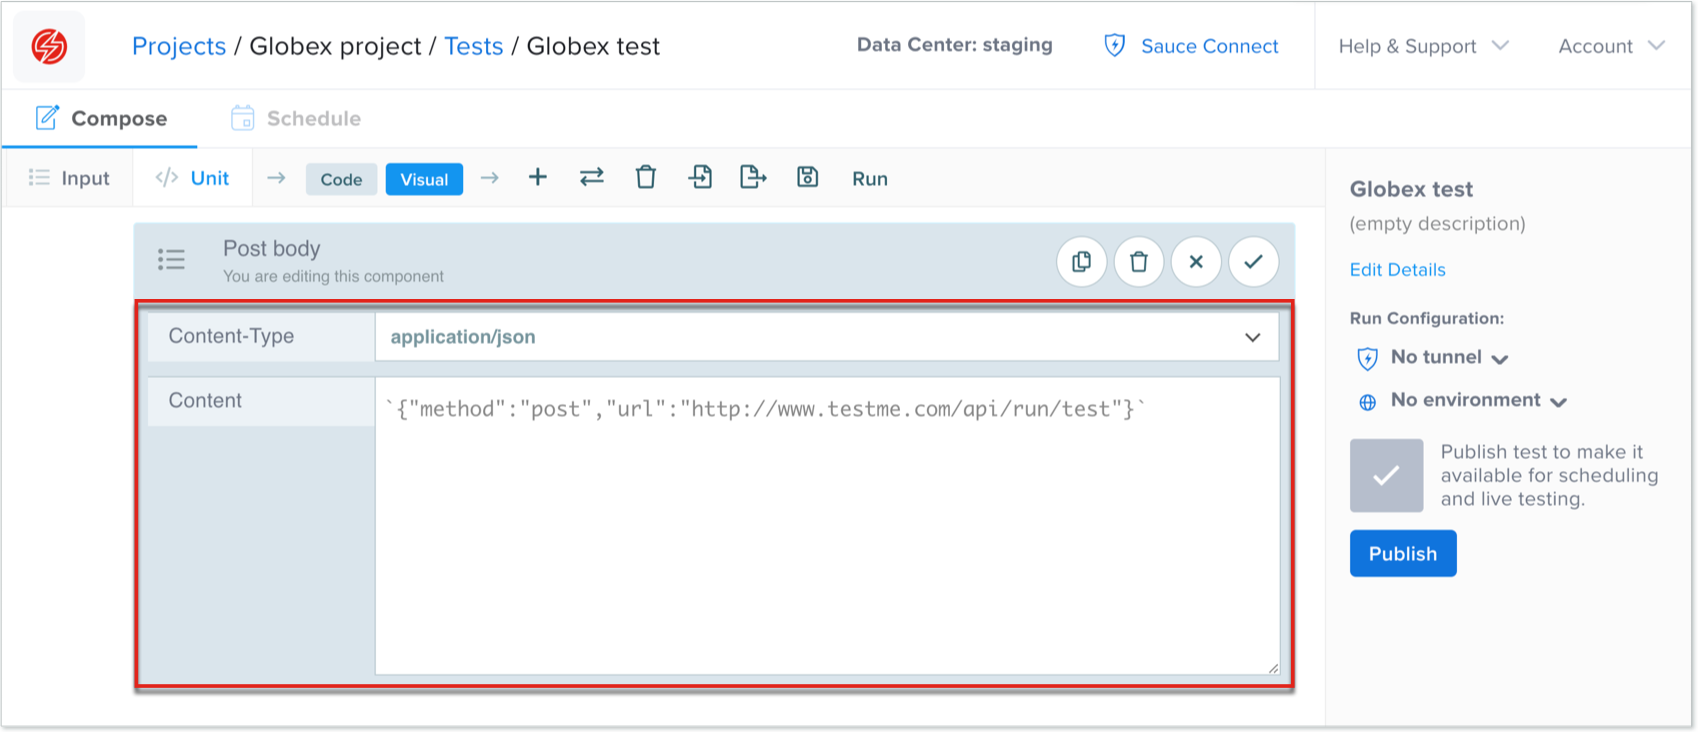 Projects / Globex project / Tests / Globex test
Data Center: staging
Sauce Connect
Help & Support
Account
Compose
Schedule
Input
</> Unit
Code
Visual
Run
Post body
You are editing this component
Content-Type
application/json
Content
`{"method":"post","url":"http://www.testme.com/api/run/test"}`
Globex test
(empty description)
Edit Details
Run Configuration:
No tunnel
No environment
Publish test to make it
available for scheduling
and live testing.
Publish